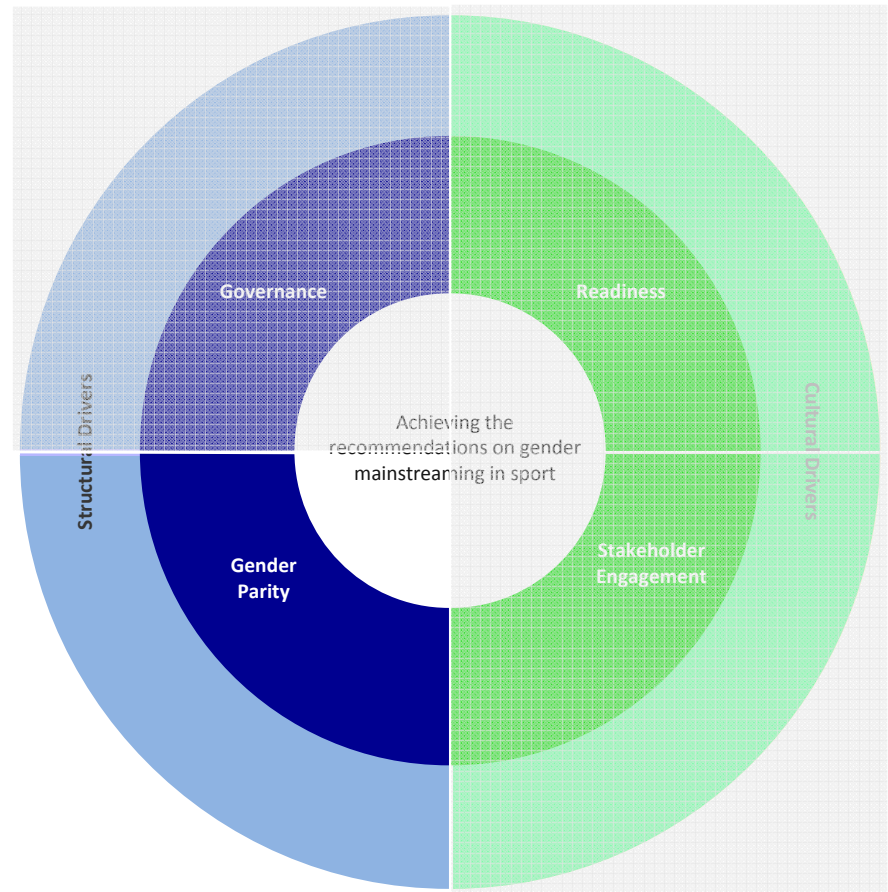 Governance
Readiness
Structural Drivers
Achieving the
recommendations on gender
mainstreaming in sport
Cultural Drivers
Gender
Parity
Stakeholder
Engagement